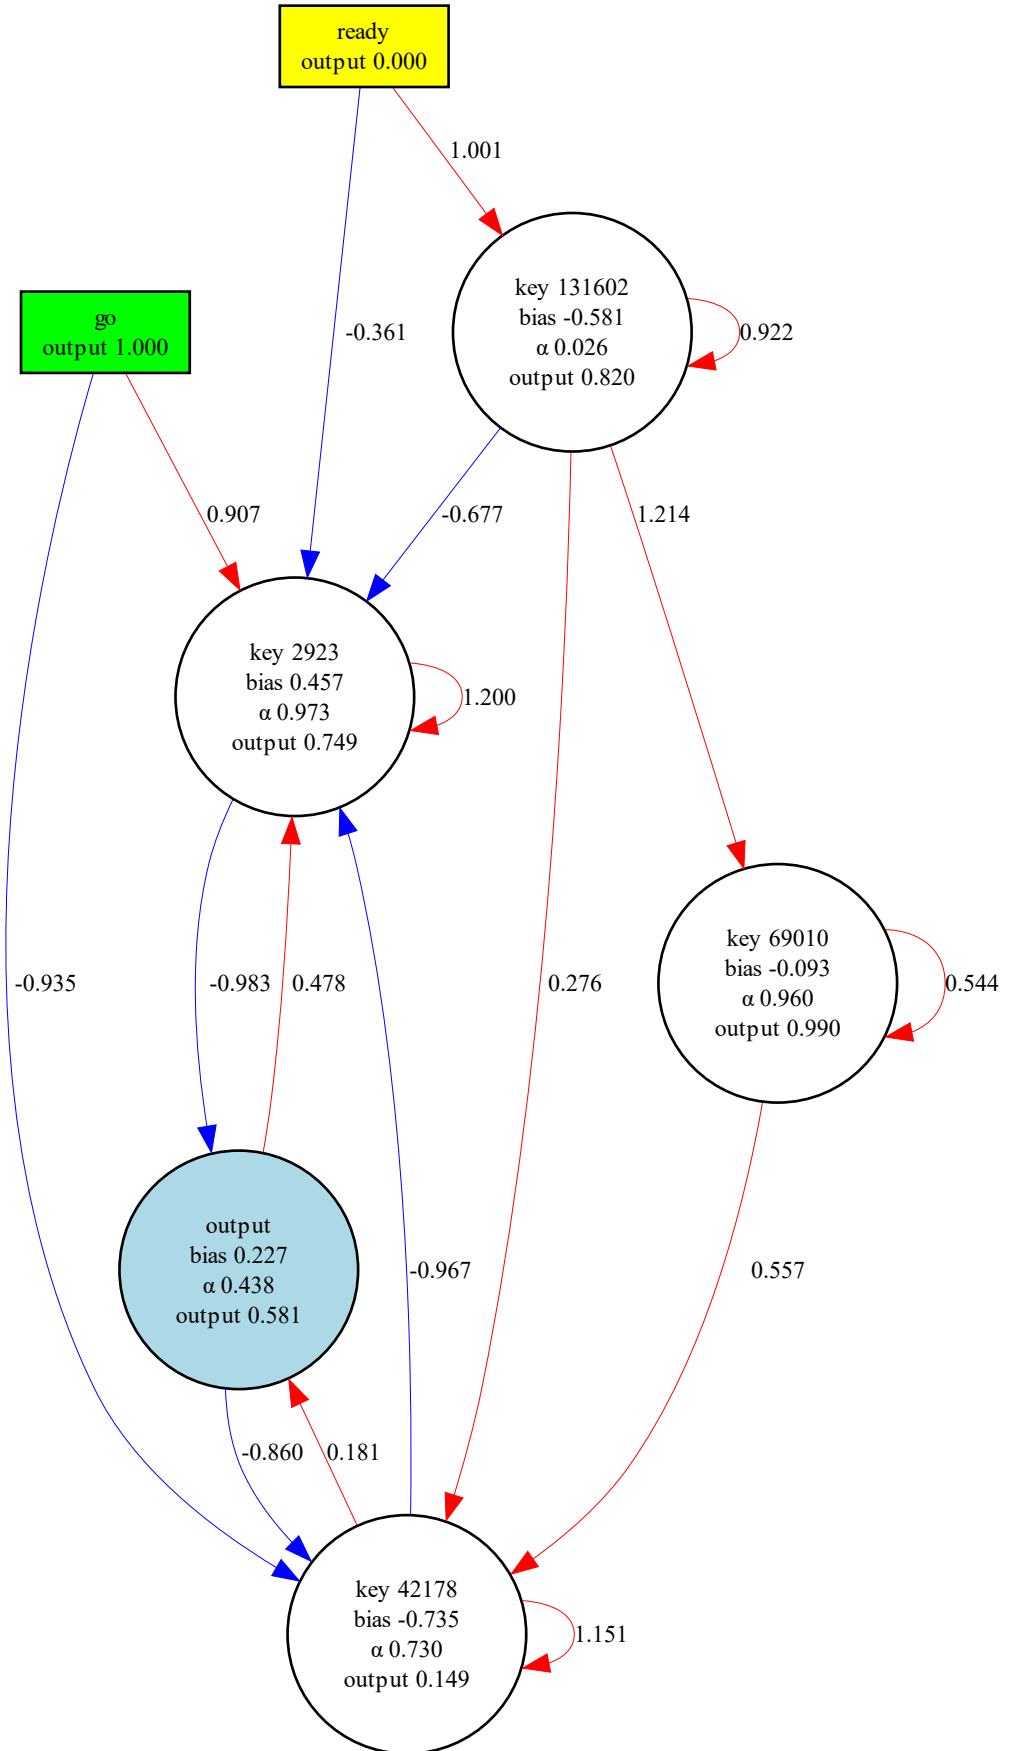 ready
output 0.000
1.001
key 131602
bias -0.581
α 0.026
output 0.820
0.922
go
output 1.000
-0.361
0.907
-0.677
1.214
key 2923
bias 0.457
α 0.973
output 0.749
1.200
key 69010
bias -0.093
α 0.960
output 0.990
0.544
-0.935
-0.983
0.478
0.276
output
bias 0.227
α 0.438
output 0.581
-0.967
0.557
-0.860
0.181
key 42178
bias -0.735
α 0.730
output 0.149
1.151